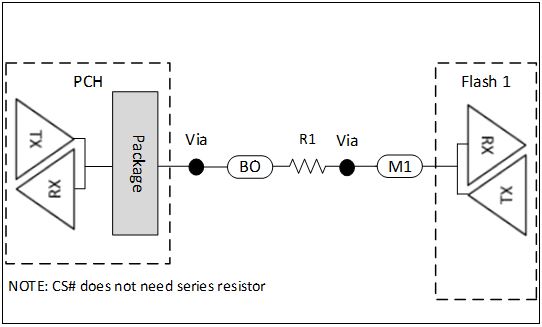 PCH
Flash 1
TX
RX
Package
Via
BO
R1
Via
M1
RX
TX
NOTE: CS# does not need series resistor